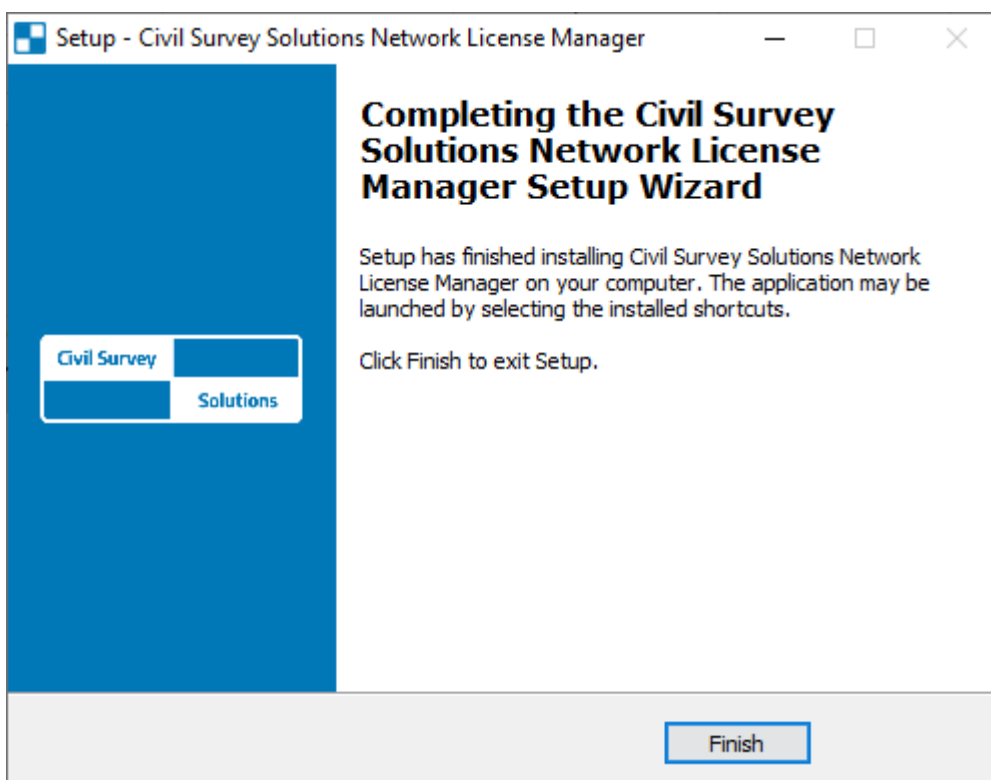 Setup - Civil Survey Solutions Network License Manager
Completing the Civil Survey
Solutions Network License
Manager Setup Wizard
Setup has finished installing Civil Survey Solutions Network
License Manager on your computer. The application may be
launched by selecting the installed shortcuts.
Click Finish to exit Setup.
Civil Survey
Solutions
Finish